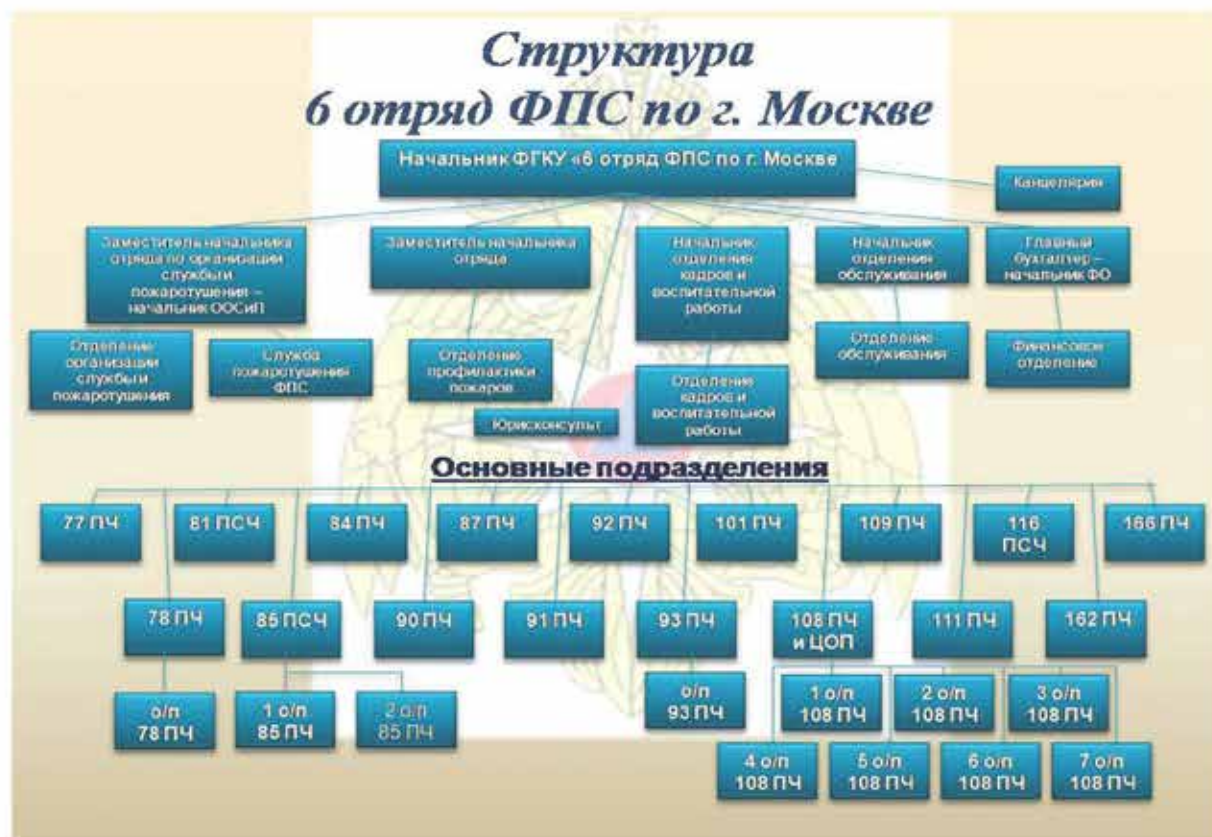 Структура
6 отряд ФПС по г. Москве
Начальник ФГКУ «6 отряд ФПС по г. Москве
Канцелярия
Заместитель начальника
отряда по организации
службы и
пожаротушения –
начальник ООСиП
Заместитель начальника
отряда
Начальник
отделения
кадров и
воспитательной
работы
Начальник
отделения
обслуживания
Главный
бухгалтер –
начальник ФО
Отделение
организации
службы и
пожаротушения
Служба
пожаротушения
ФПС
Отделение
профилактики
пожаров
Юрисконсульт
Отделение
кадров и
воспитательной
работы
Отделение
обслуживания
Финансовое
отделение
Основные подразделения
77 ПЧ
81 ПСЧ
84 ПЧ
87 ПЧ
92 ПЧ
101 ПЧ
109 ПЧ
116
ПСЧ
166 ПЧ
78 ПЧ
85 ПСЧ
90 ПЧ
91 ПЧ
93 ПЧ
108 ПЧ
и ЦОП
111 ПЧ
162 ПЧ
о/п
78 ПЧ
1 о/п
85 ПЧ
2 о/п
85 ПЧ
о/п
93 ПЧ
1 о/п
108 ПЧ
2 о/п
108 ПЧ
3 о/п
108 ПЧ
4 о/п
108 ПЧ
5 о/п
108 ПЧ
6 о/п
108 ПЧ
7 о/п
108 ПЧ